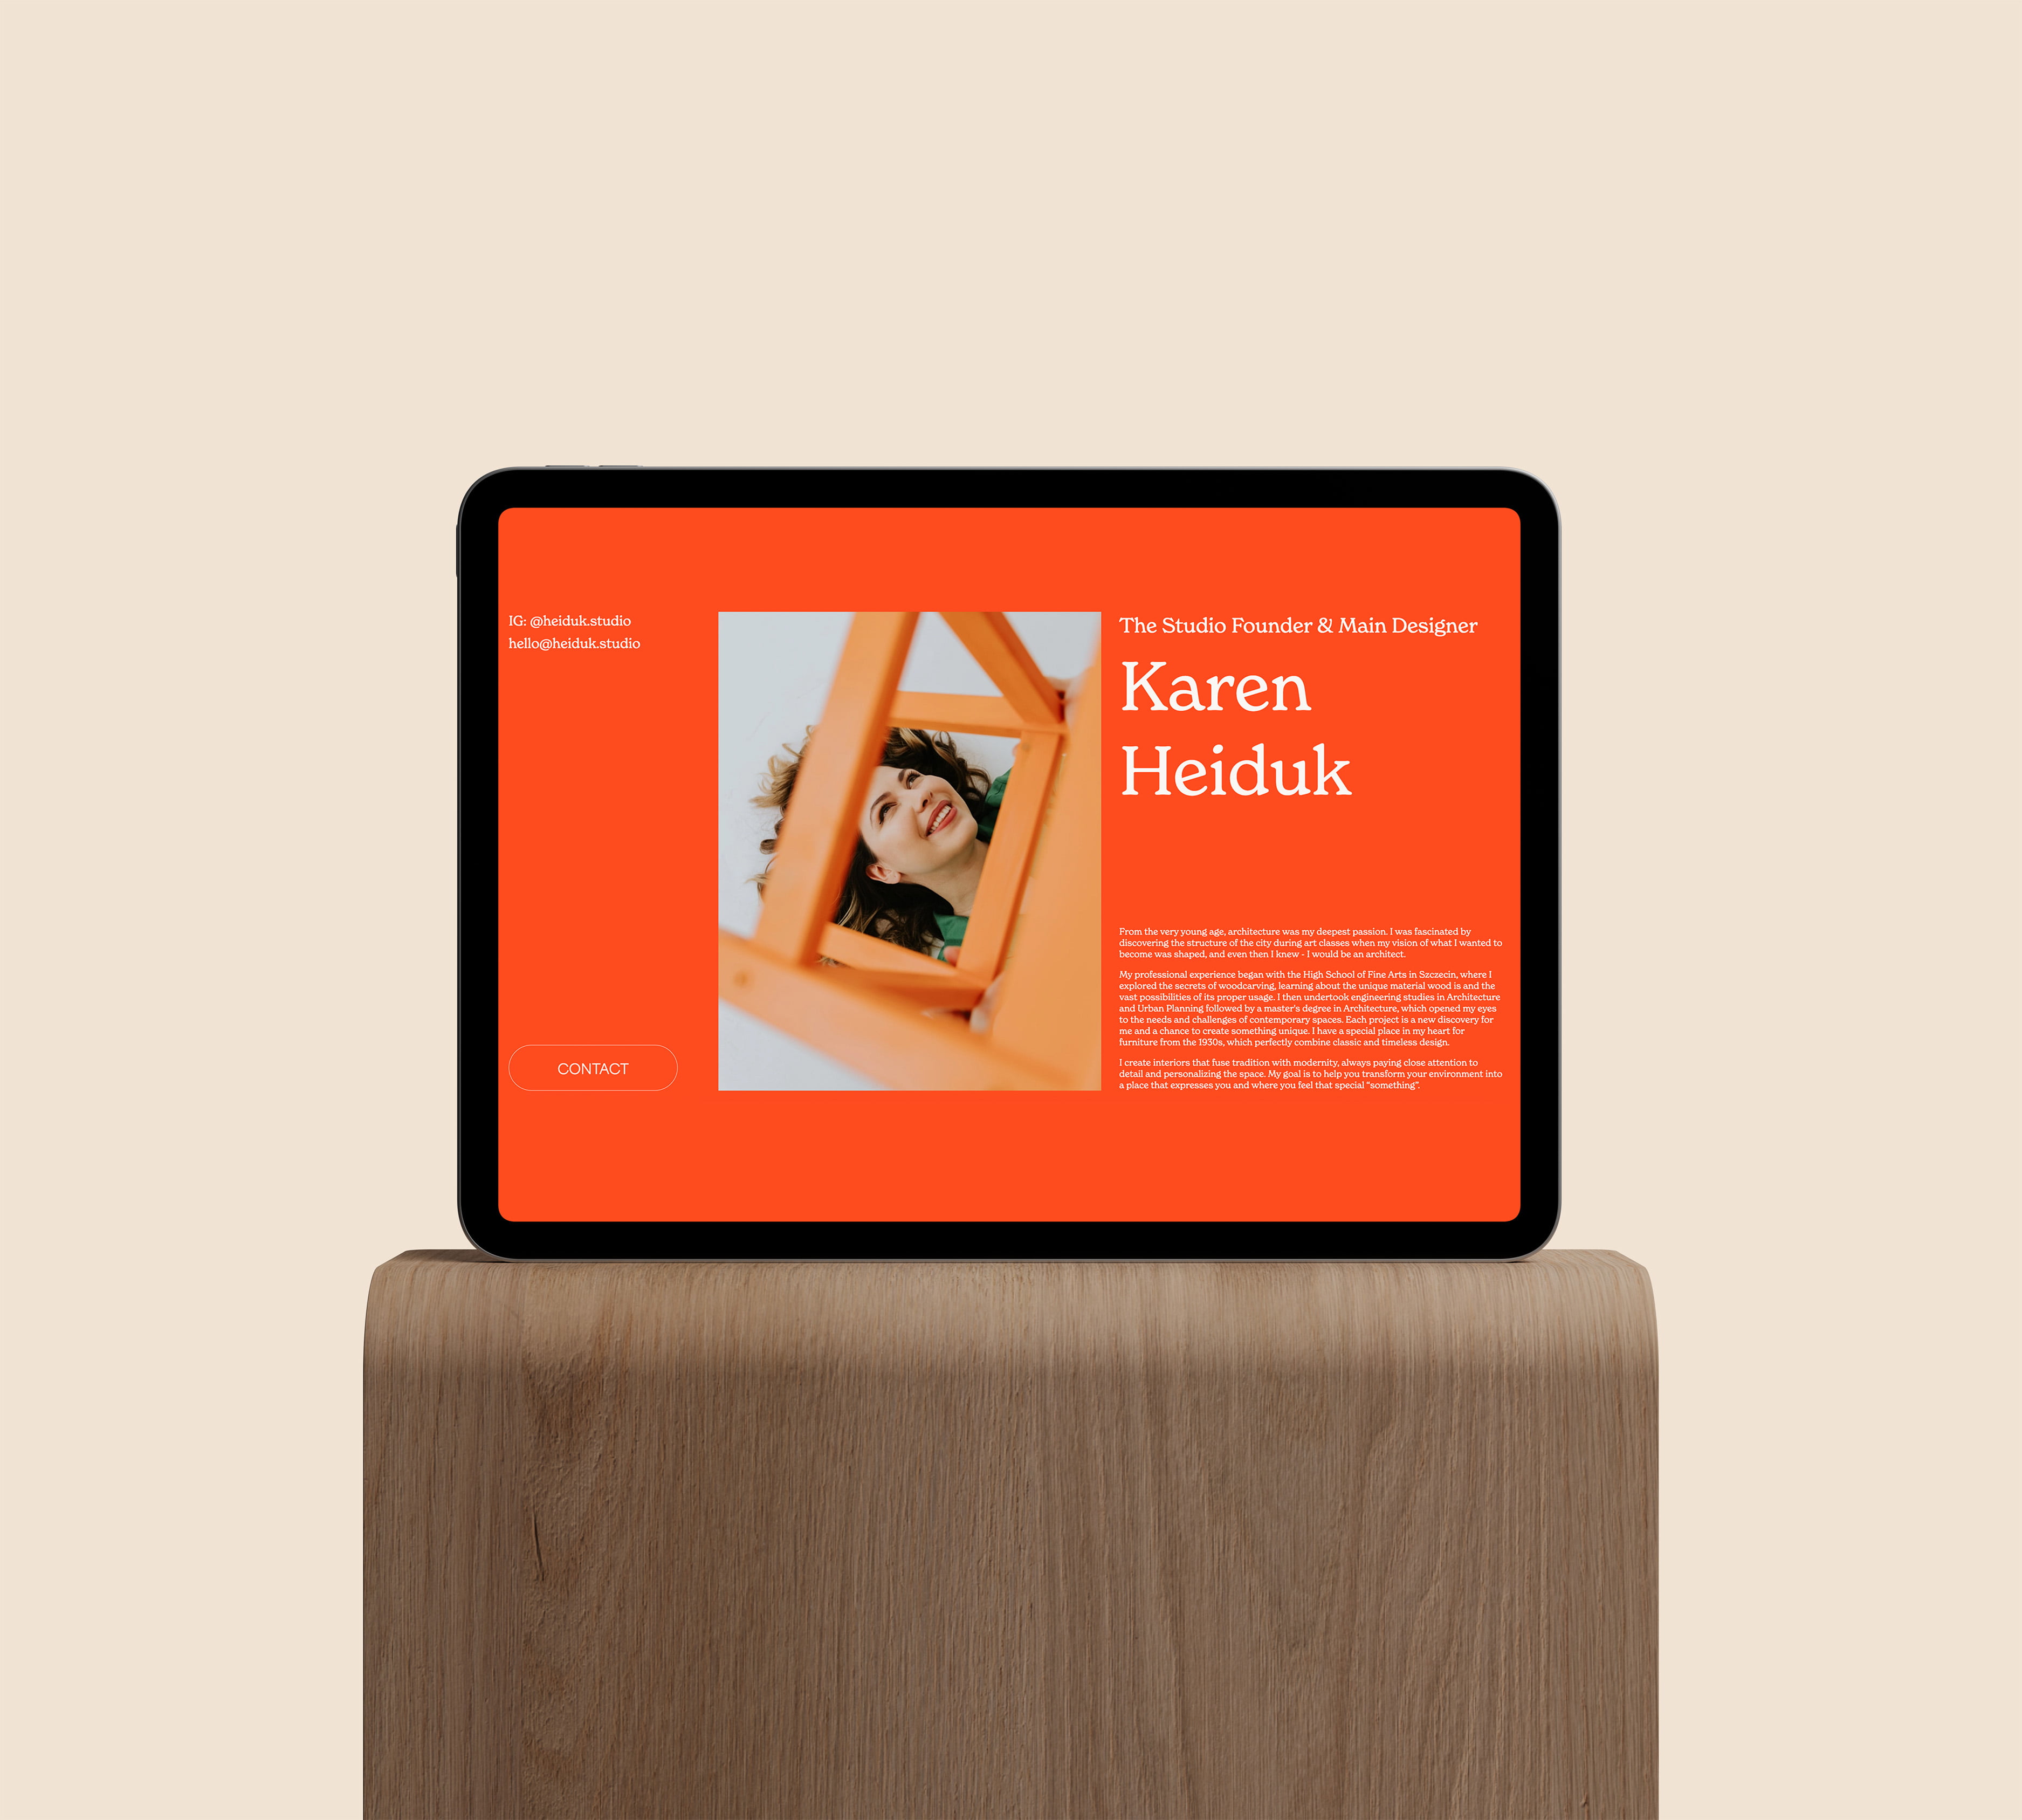 IG: @heiduk.studio
hello@heiduk.studio
CONTACT
The Studio Founder & Main Designer
Karen
Heiduk
From the very young age, architecture was my deepest passion. I was fascinated by
discovering the structure of the city during art classes when my vision of what I wanted to
become was shaped, and even then I knew - I would be an architect.
My professional experience began with the High School of Fine Arts in Szczecin, where I
explored the secrets of woodcarving, learning about the unique material wood is and the
vast possibilities of its proper usage. I then undertook engineering studies in Architecture
and Urban Planning followed by a master's degree in Architecture, which opened my eyes
to the needs and challenges of contemporary spaces. Each project is a new discovery for
me and a chance to create something unique. I have a special place in my heart for
furniture from the 1930s, which perfectly combine classic and timeless design.
I create interiors that fuse tradition with modernity, always paying close attention to
detail and personalizing the space. My goal is to help you transform your environment into
a place that expresses you and where you feel that special “something”.